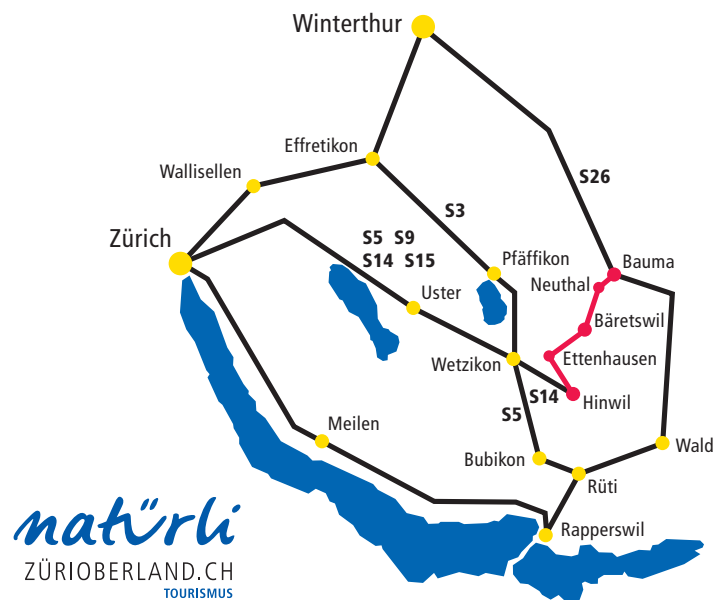 Winterthur
Effretikon
Wallisellen
S26
S3
Zürich
S5 S9
S14 S15
Pfäffikon
Bauma
Neuthal
Uster
Bäretswil
Wetzikon
Ettenhausen
S14
Hinwil
S5
Meilen
Bubikon
Wald
Rüti
Rapperswil
natürli
ZÜRIOBERLAND.CH
TOURISMUS